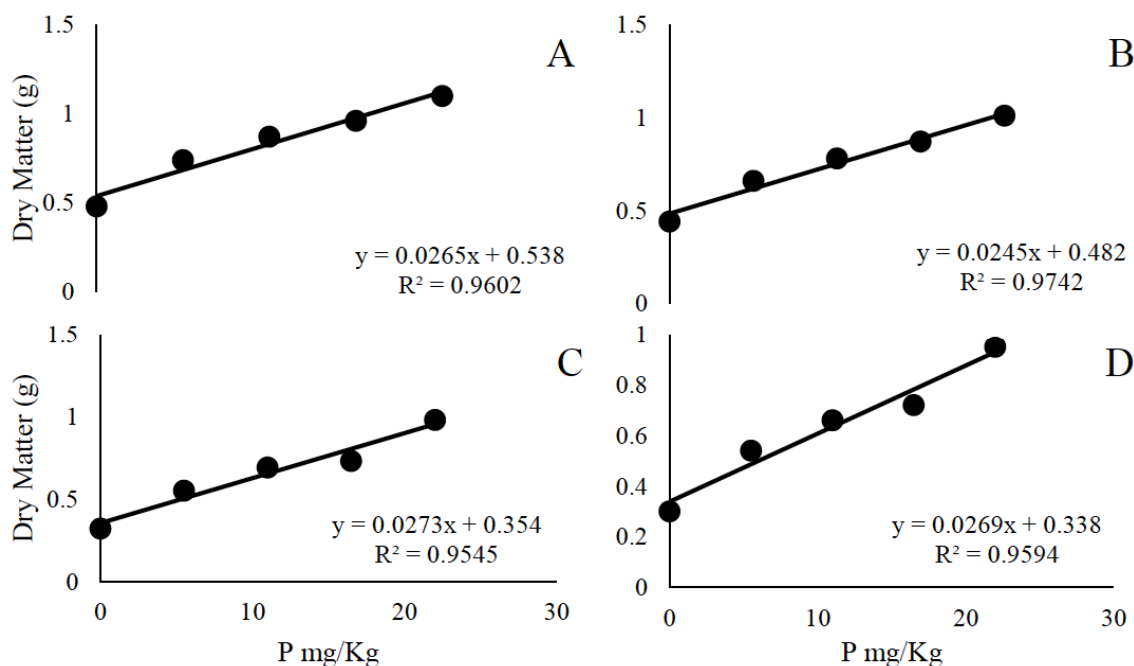 1.5
A
1
Dry Matter (g)
0.5
y = 0.0265x + 0.538
R² = 0.9602
0
1.5
B
1
0.5
y = 0.0245x + 0.482
R² = 0.9742
0
1.5
C
1
Dry Matter (g)
0.5
y = 0.0273x + 0.354
R² = 0.9545
0
0
10
20
30
P mg/Kg
1
D
0.8
0.6
0.4
y = 0.0269x + 0.338
0.2
R² = 0.9594
0
0
10
20
30
P mg/Kg